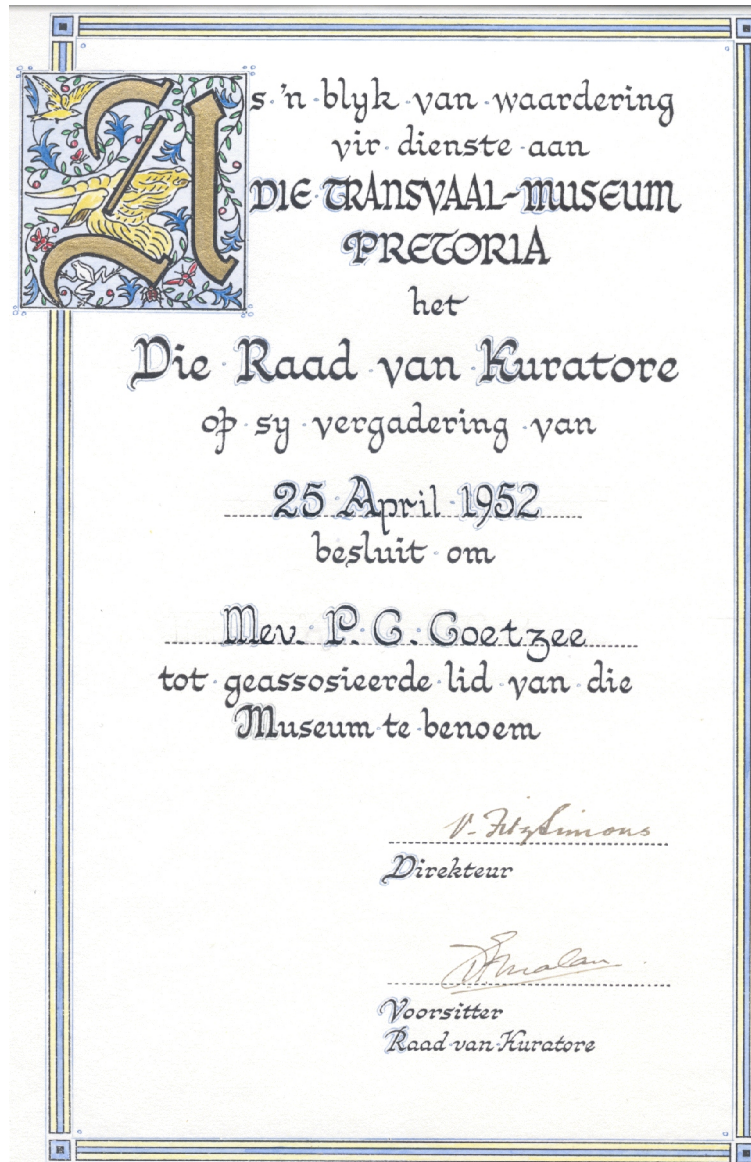 As 'n blyk van waardering
vir dienste aan
DIE TRANSVAAL-MUSEUM
PRETORIA
het
Die Raad van Kuratore
op sy vergadering van
25 April 1952
besluit om
Mev. P. C. Coetzee
tot geassosieerde lid van die
Museum te benoem
V. FitzSimons
Direkteur
Malan
Voorsitter
Raad van Kuratore